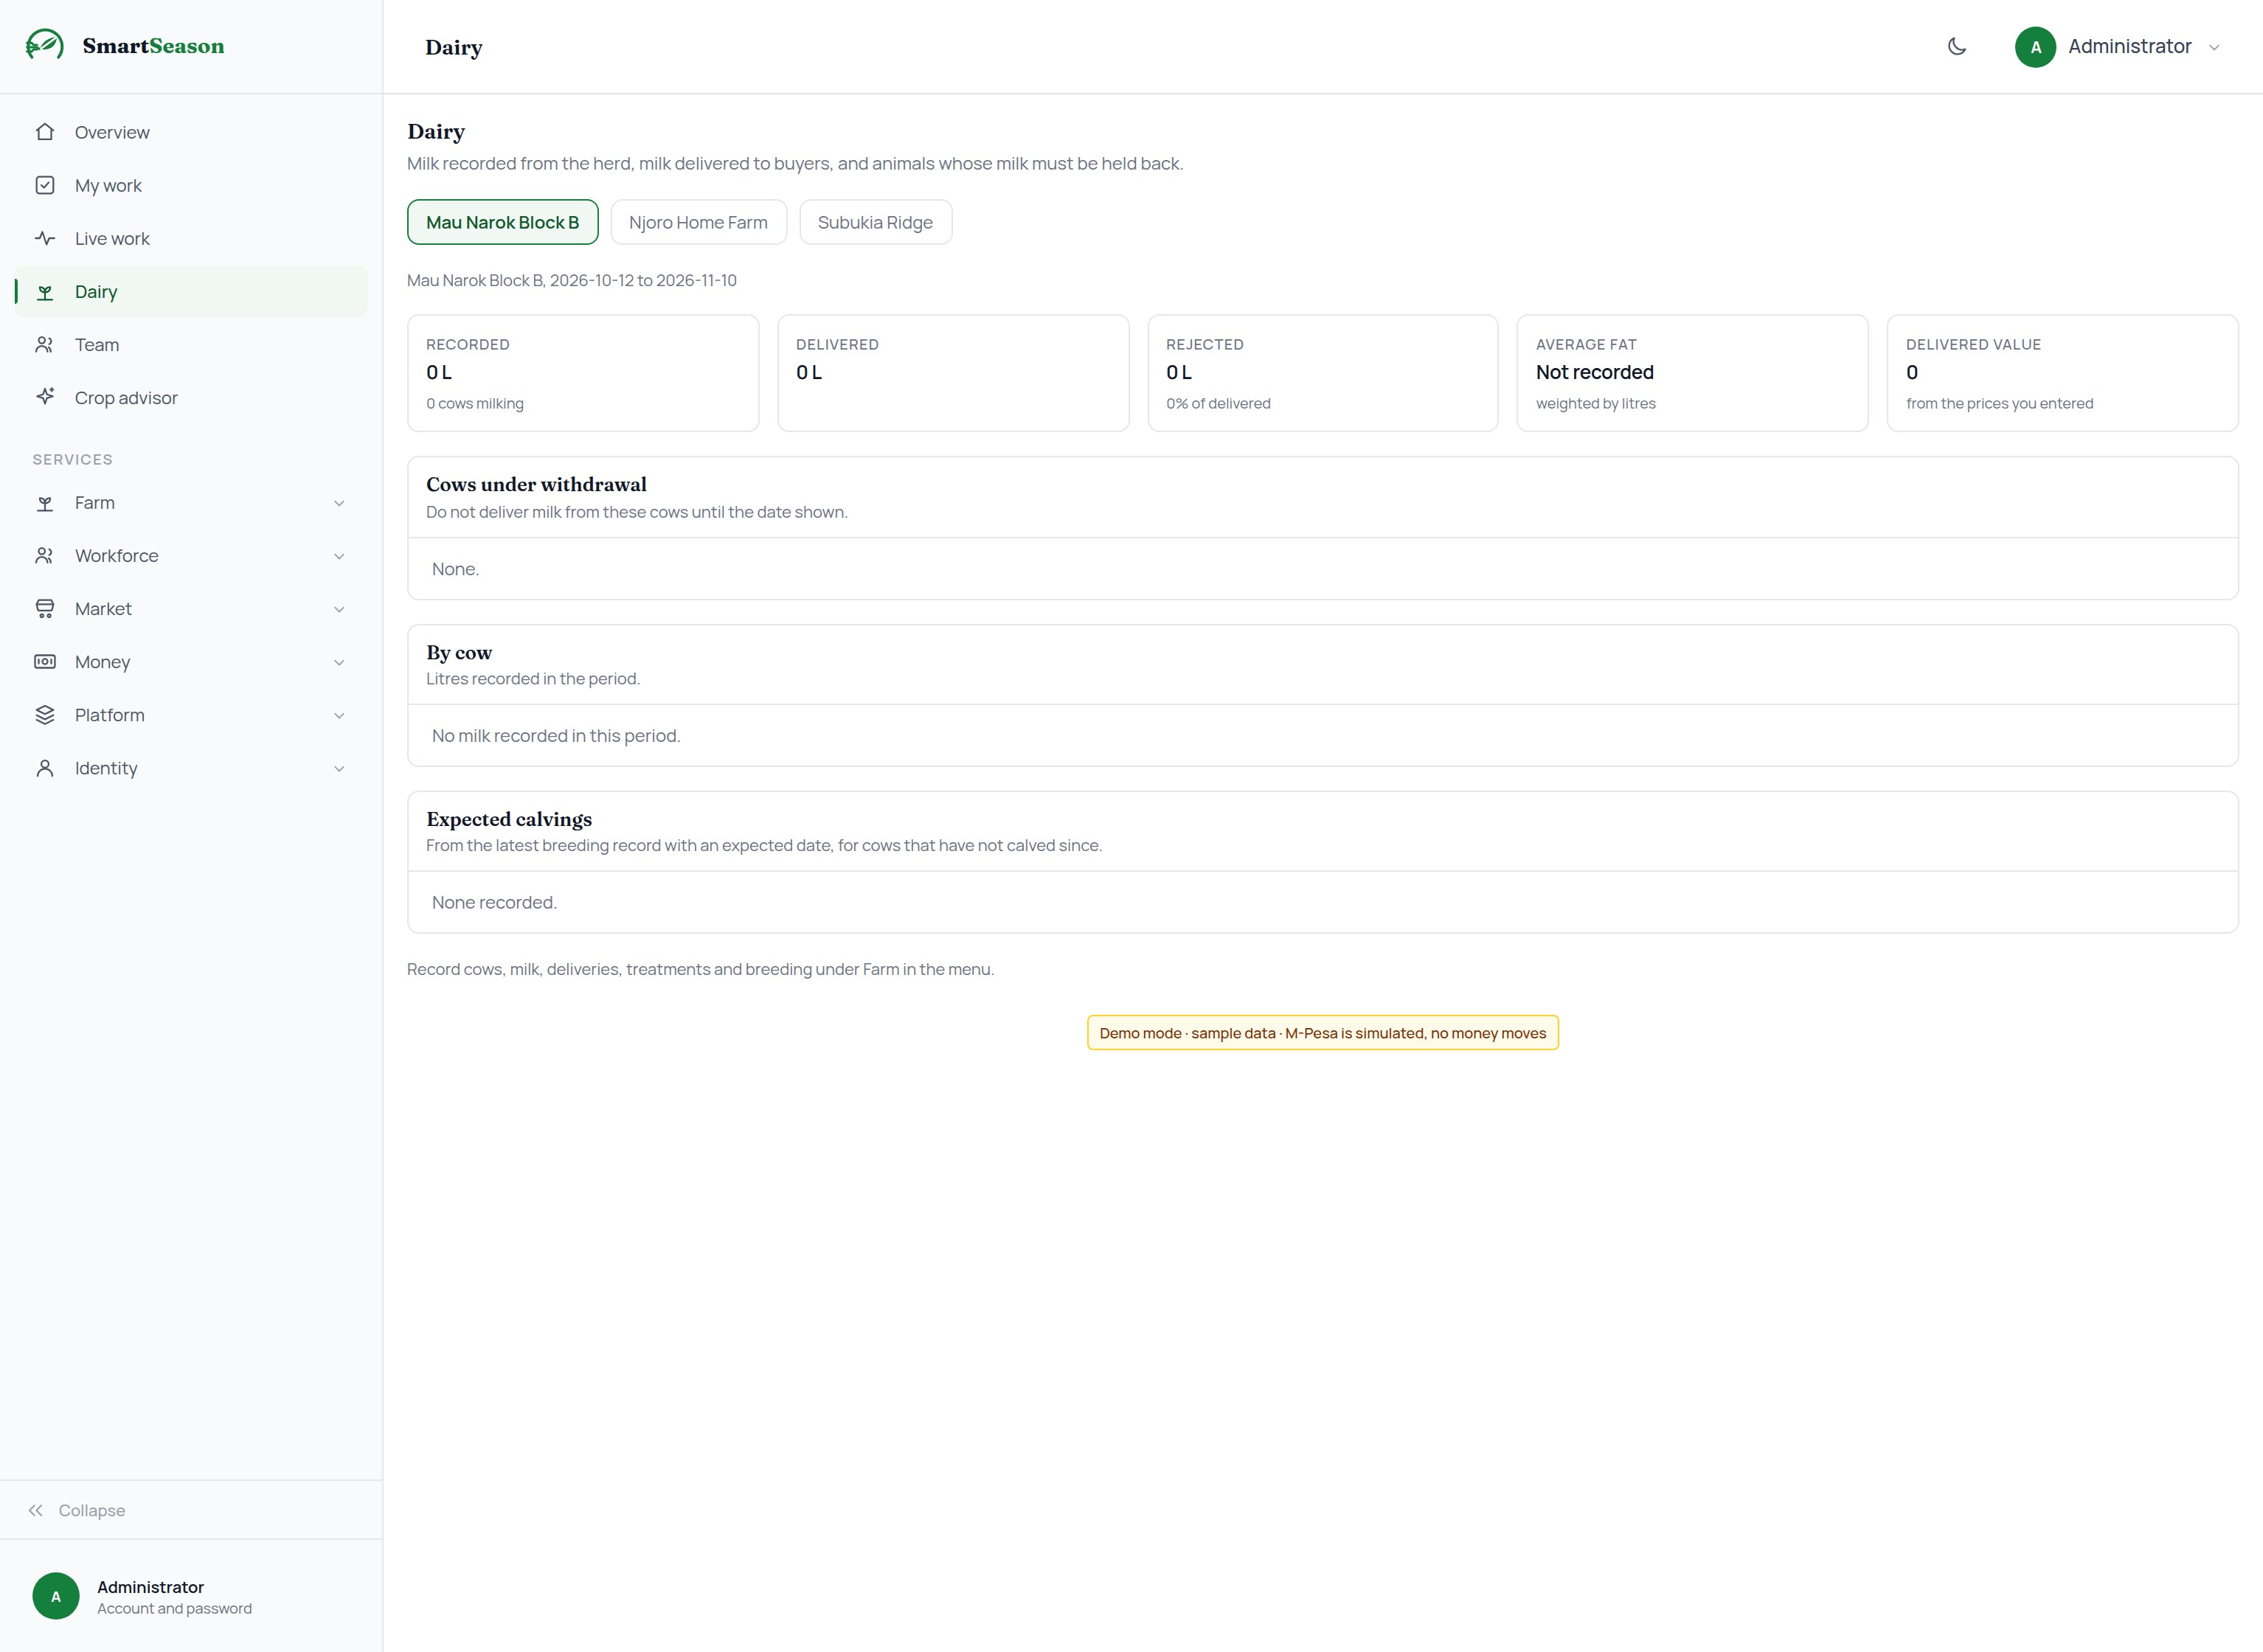 SmartSeason
Dairy
A Administrator
Overview
My work
Live work
Dairy
Team
Crop advisor
SERVICES
Farm
Workforce
Market
Money
Platform
Identity
Collapse
A
Administrator
Account and password
Dairy
Milk recorded from the herd, milk delivered to buyers, and animals whose milk must be held back.
Mau Narok Block B Njoro Home Farm Subukia Ridge
Mau Narok Block B, 2026-10-12 to 2026-11-10
RECORDED
0 L
0 cows milking
DELIVERED
0 L
REJECTED
0 L
0% of delivered
AVERAGE FAT
Not recorded
weighted by litres
DELIVERED VALUE
0
from the prices you entered
Cows under withdrawal
Do not deliver milk from these cows until the date shown.
None.
By cow
Litres recorded in the period.
No milk recorded in this period.
Expected calvings
From the latest breeding record with an expected date, for cows that have not calved since.
None recorded.
Record cows, milk, deliveries, treatments and breeding under Farm in the menu.
Demo mode · sample data · M-Pesa is simulated, no money moves